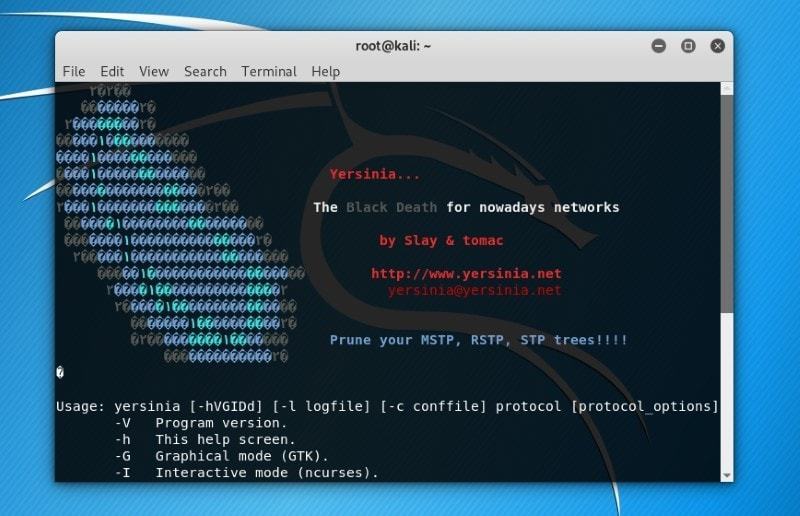 root@kali: ~
File Edit View Search Terminal Help
Yersinia...
The Black Death for nowadays networks
by Slay & tomac
http://www.yersinia.net
yersinia@yersinia.net
Prune your MSTP, RSTP, STP trees!!!!
Usage: yersinia [-hVGIDd] [-l logfile] [-c conffile] protocol [protocol_options]
-V Program version.
-h This help screen.
-G Graphical mode (GTK).
-I Interactive mode (ncurses).